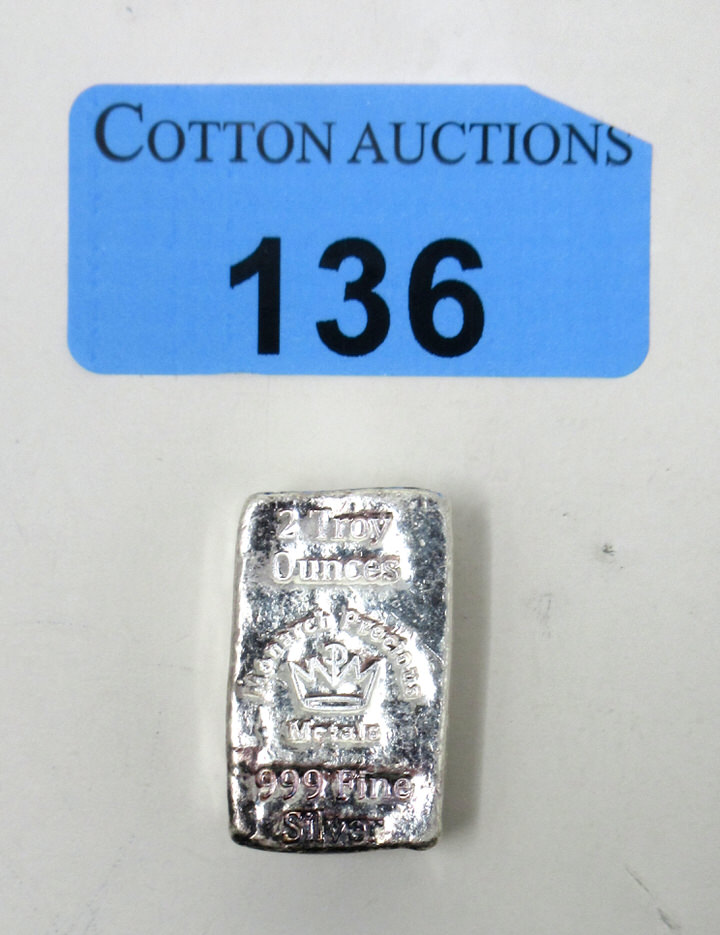 COTTON AUCTIONS
136
2 Troy
Ounces
Monarch Precious
Metals
999 Fine
Silver